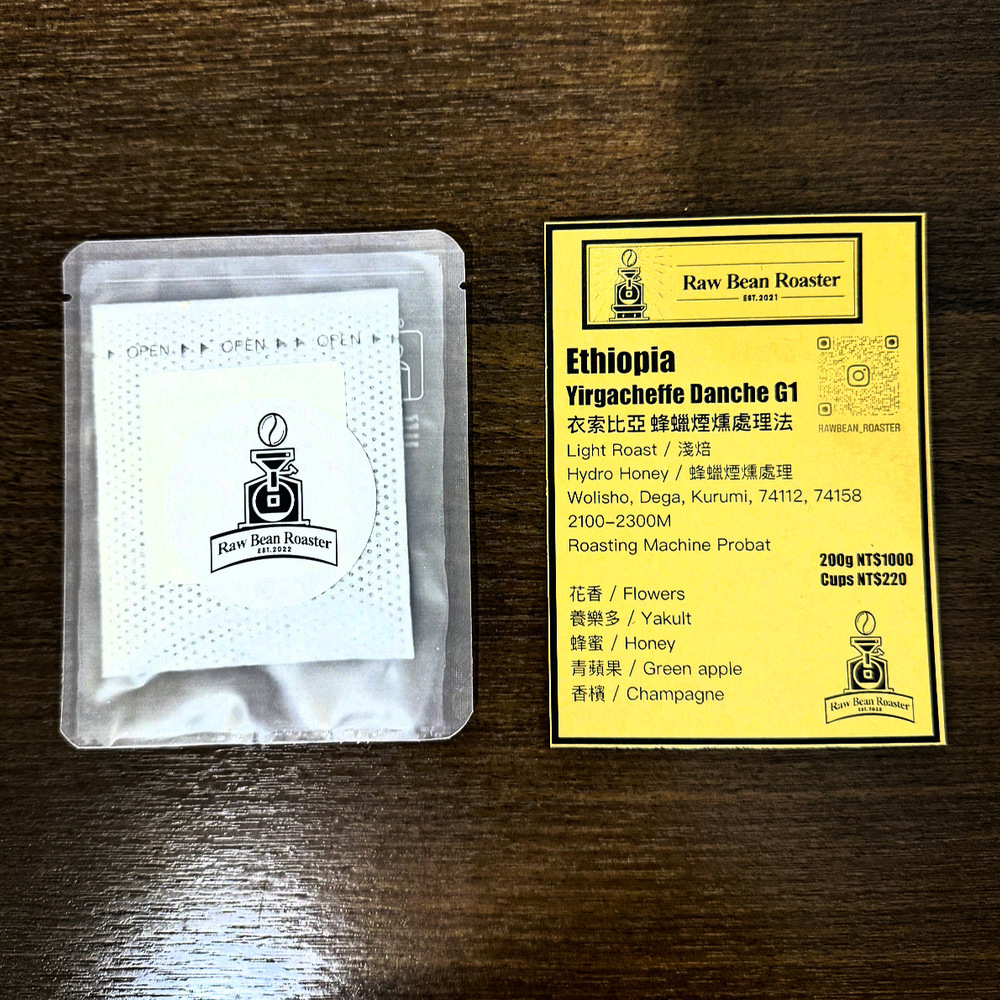 OPEN OPEN OPEN
Raw Bean Roaster
EST.2022
Raw Bean Roaster
EST.2021
Ethiopia
Yirgacheffe Danche G1
衣索比亞 蜂蠟煙燻處理法
Light Roast / 淺焙
Hydro Honey / 蜂蠟煙燻處理
Wolisho, Dega, Kurumi, 74112, 74158
2100–2300M
Roasting Machine Probat
RAWBEAN_ROASTER
200g NT$1000
Cups NT$220
花香 / Flowers
養樂多 / Yakult
蜂蜜 / Honey
青蘋果 / Green apple
香檳 / Champagne
Raw Bean Roaster
EST.2022